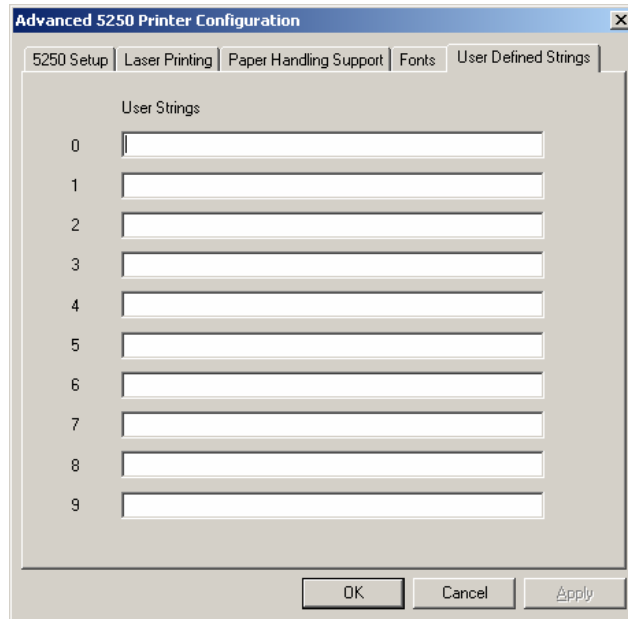 Advanced 5250 Printer Configuration
5250 Setup Laser Printing Paper Handling Support Fonts User Defined Strings
User Strings
0
1
2
3
4
5
6
7
8
9
OK Cancel Apply